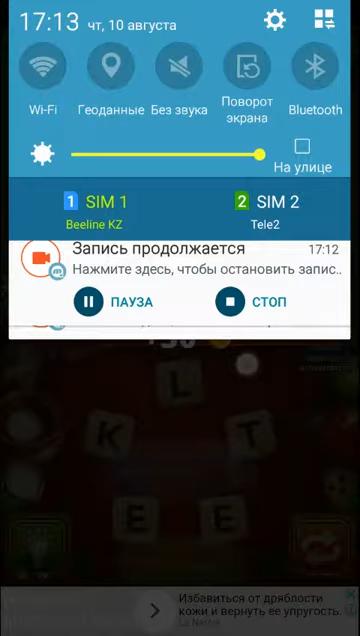 17:13 чт, 10 августа
Wi-Fi
Геоданные
Без звука
Поворот
экрана
Bluetooth
На улице
1 SIM 1
Beeline KZ
2 SIM 2
Tele2
Запись продолжается 17:12
Нажмите здесь, чтобы остановить запис..
ПАУЗА
СТОП
L
K
T
E
E
Избавиться от дряблости
кожи и вернуть ее упругость.